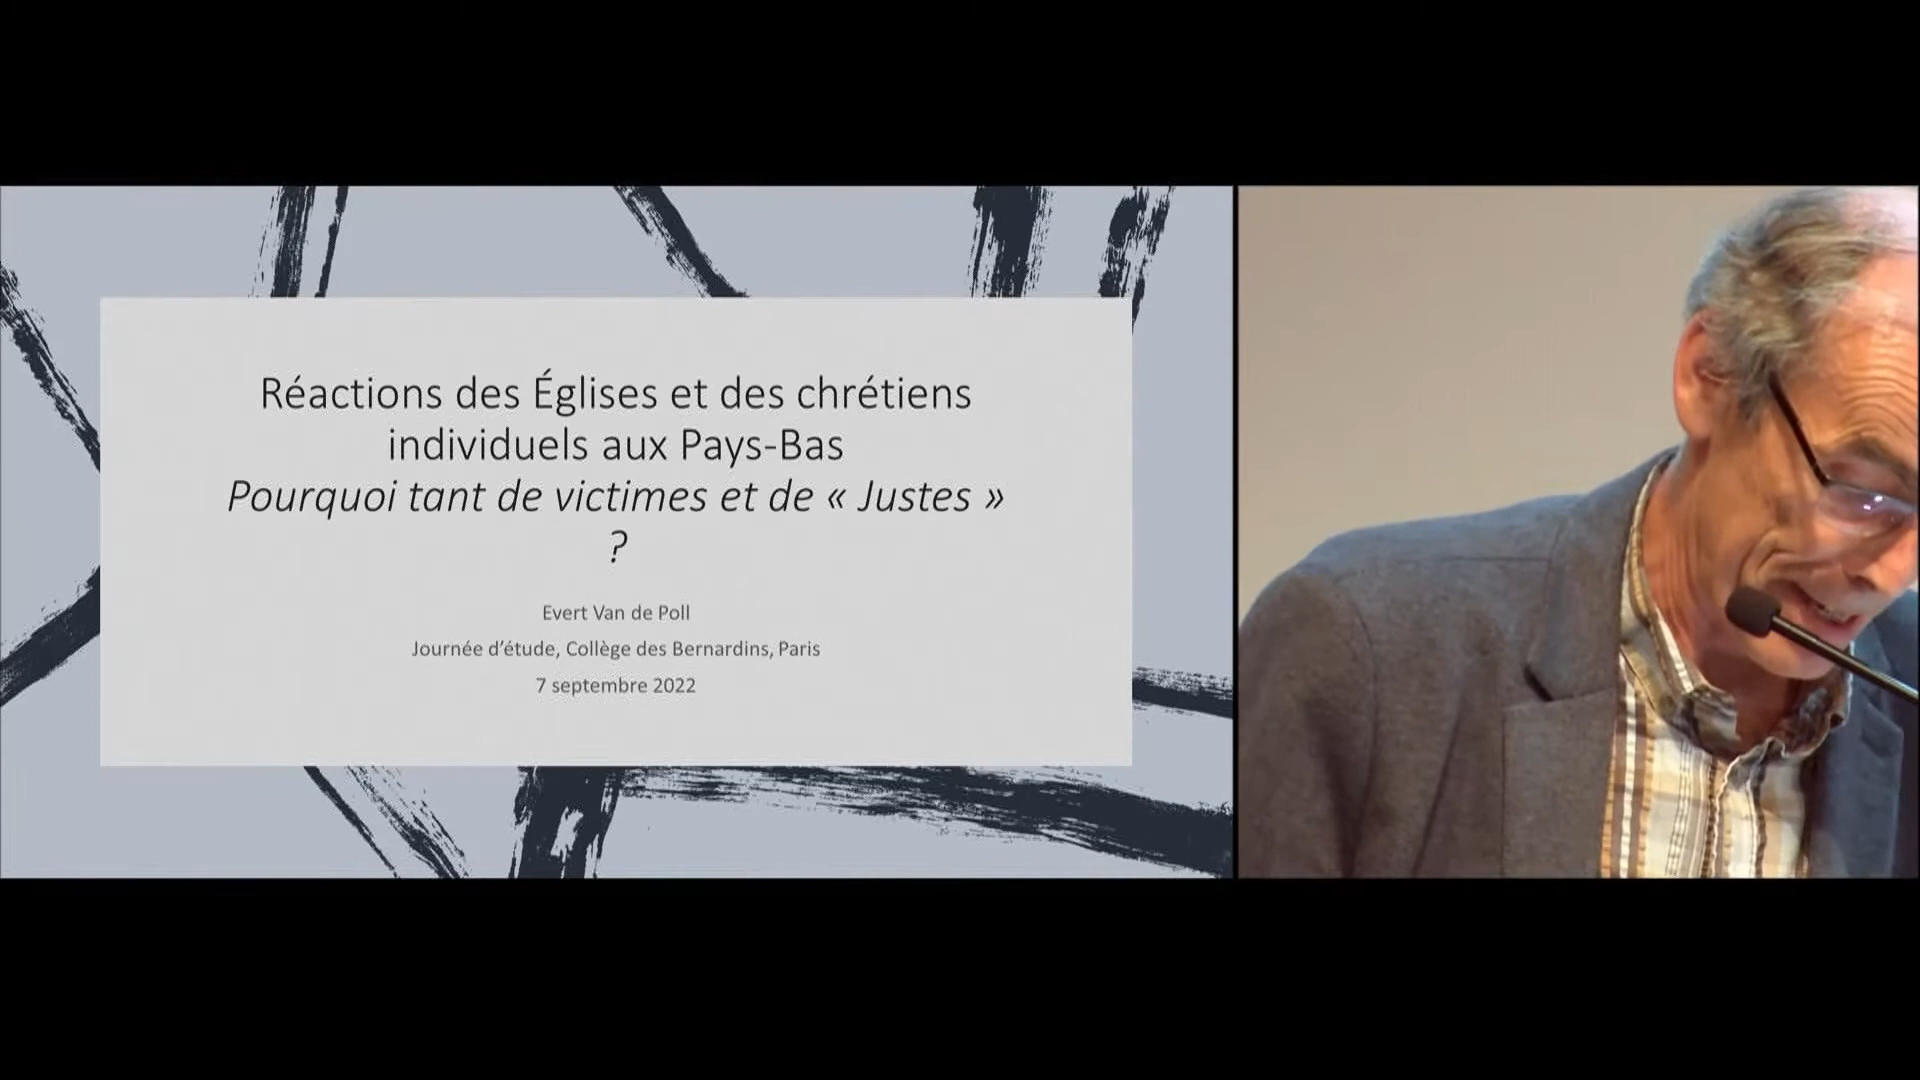 Réactions des Églises et des chrétiens
individuels aux Pays-Bas
Pourquoi tant de victimes et de « Justes »
?
Evert Van de Poll
Journée d’étude, Collège des Bernardins, Paris
7 septembre 2022